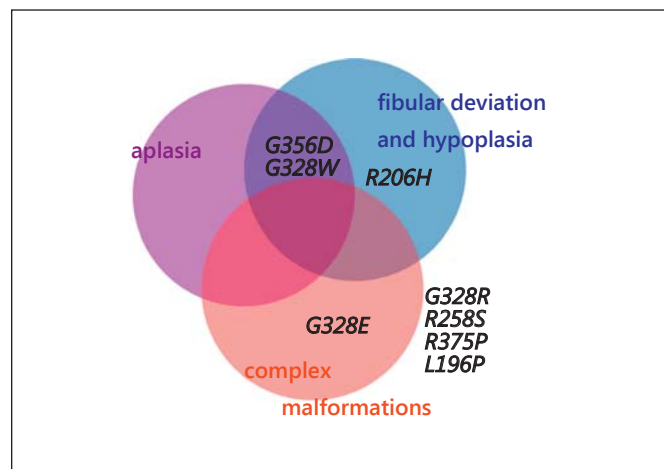 fibular deviation
and hypoplasia
aplasia
G356D
G328W
R206H
G328R
R258S
R375P
L196P
G328E
complex
malformations